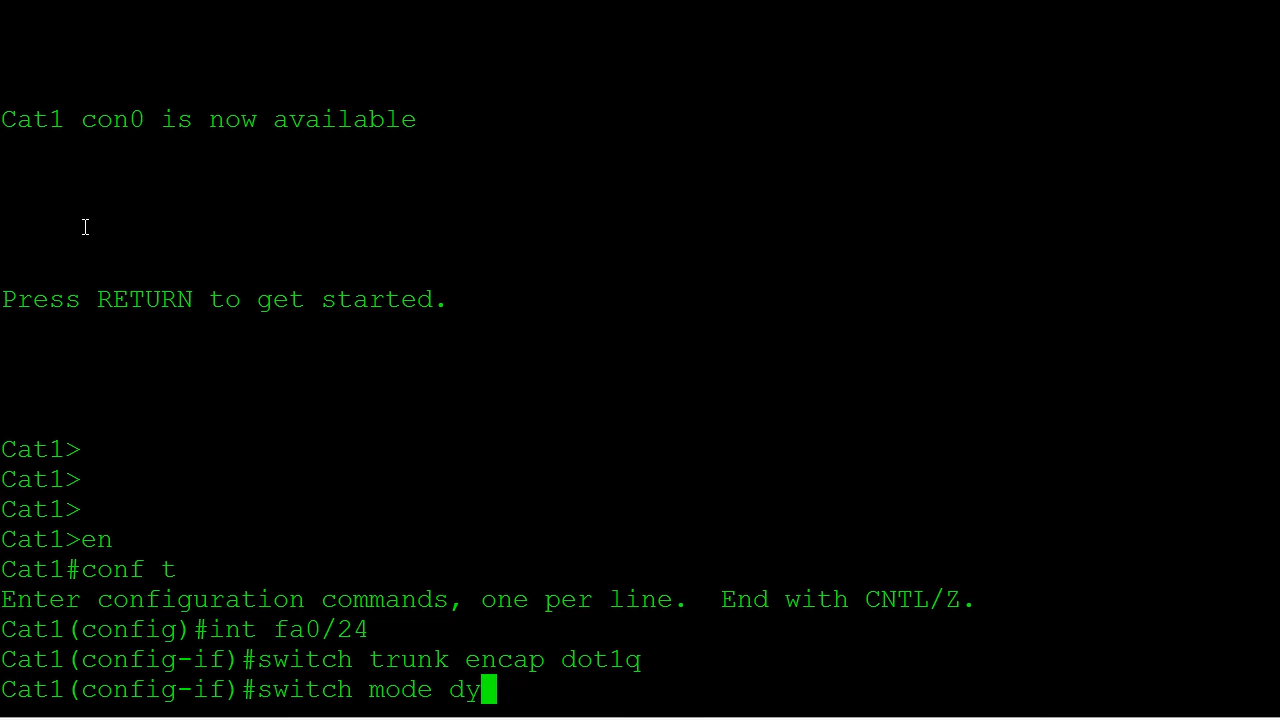 Cat1 con0 is now available
Press RETURN to get started.
Cat1>
Cat1>
Cat1>
Cat1>en
Cat1#conf t
Enter configuration commands, one per line.  End with CNTL/Z.
Cat1(config)#int fa0/24
Cat1(config-if)#switch trunk encap dot1q
Cat1(config-if)#switch mode dy